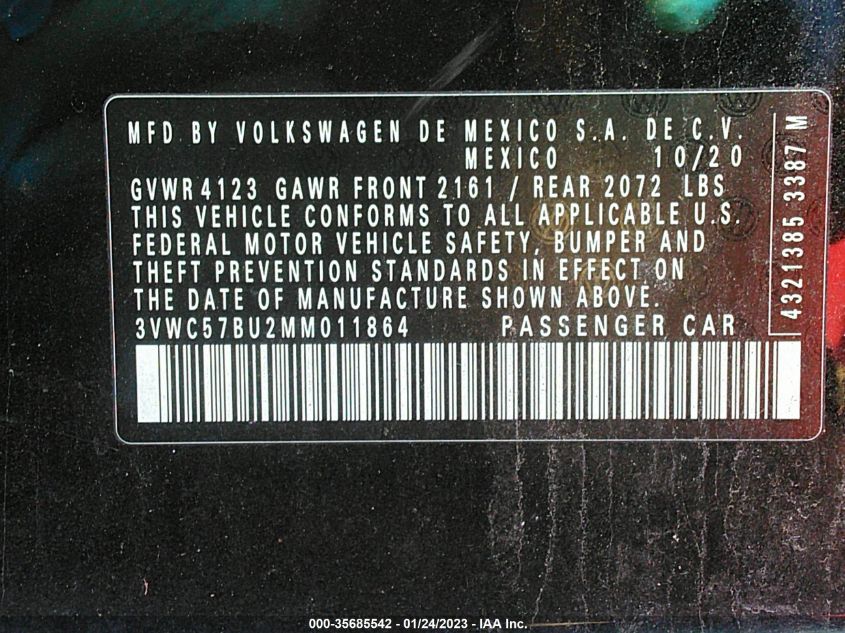 MFD BY VOLKSWAGEN DE MEXICO S.A. DE C.V.
MEXICO 10/20
GVWR 4123 GAWR FRONT 2161 / REAR 2072 LBS
THIS VEHICLE CONFORMS TO ALL APPLICABLE U.S.
FEDERAL MOTOR VEHICLE SAFETY, BUMPER AND
THEFT PREVENTION STANDARDS IN EFFECT ON
THE DATE OF MANUFACTURE SHOWN ABOVE.
3VWC57BU2MM011864 PASSENGER CAR
4321385 3387 M
000-35685542 - 01/24/2023 - IAA Inc.